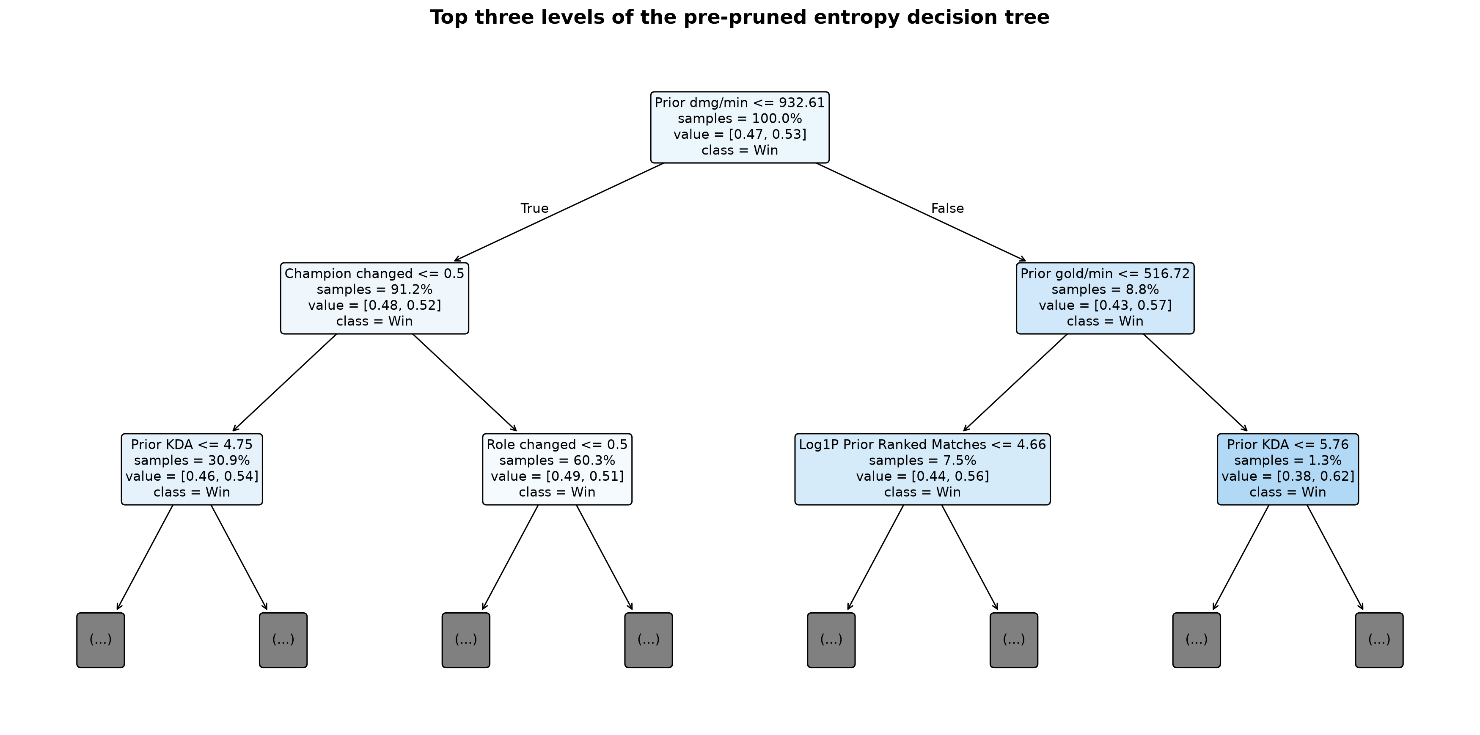 Top three levels of the pre-pruned entropy decision tree
Prior dmg/min <= 932.61
samples = 100.0%
value = [0.47, 0.53]
class = Win
True
False
Champion changed <= 0.5
samples = 91.2%
value = [0.48, 0.52]
class = Win
Prior gold/min <= 516.72
samples = 8.8%
value = [0.43, 0.57]
class = Win
Prior KDA <= 4.75
samples = 30.9%
value = [0.46, 0.54]
class = Win
Role changed <= 0.5
samples = 60.3%
value = [0.49, 0.51]
class = Win
Log1P Prior Ranked Matches <= 4.66
samples = 7.5%
value = [0.44, 0.56]
class = Win
Prior KDA <= 5.76
samples = 1.3%
value = [0.38, 0.62]
class = Win
(...)
(...)
(...)
(...)
(...)
(...)
(...)
(...)